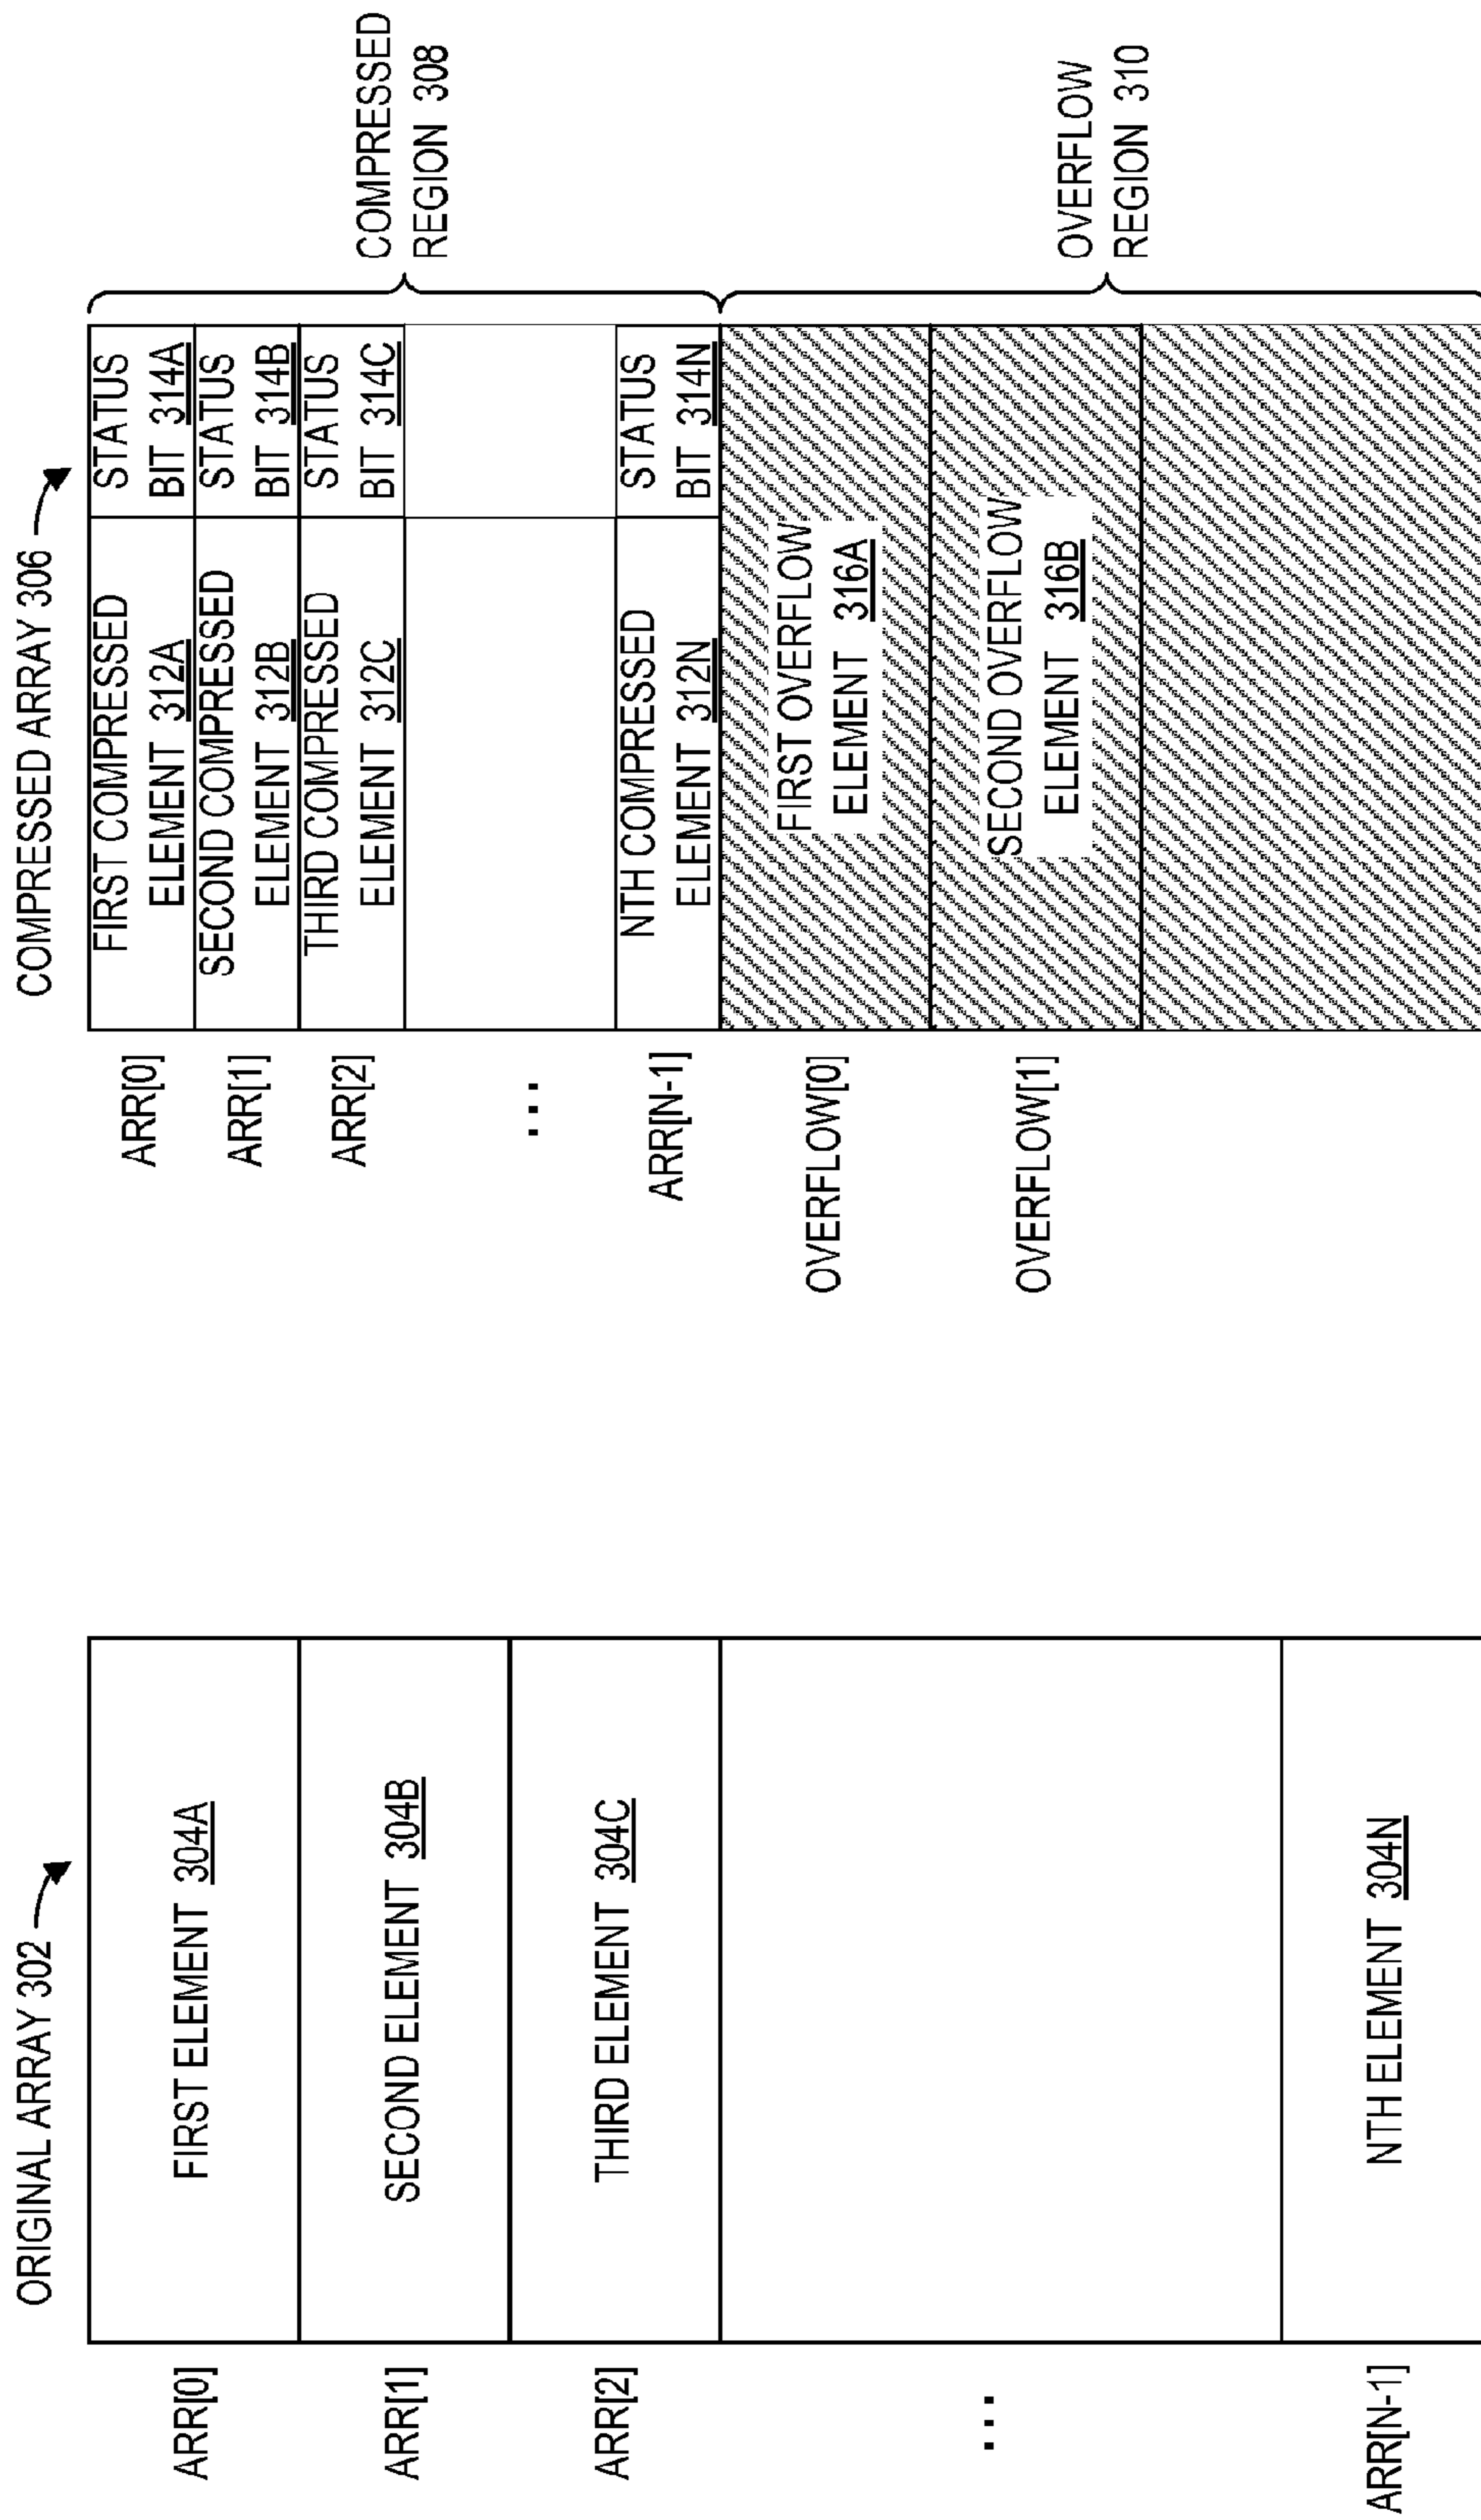 ORIGINAL ARRAY 302
ARR[0]
FIRST ELEMENT 304A
ARR[1]
SECOND ELEMENT 304B
ARR[2]
THIRD ELEMENT 304C
...
ARR[N-1]
NTH ELEMENT 304N
COMPRESSED ARRAY 306
ARR[0]
FIRST COMPRESSED
ELEMENT 312A
STATUS
BIT 314A
ARR[1]
SECOND COMPRESSED
ELEMENT 312B
STATUS
BIT 314B
ARR[2]
THIRD COMPRESSED
ELEMENT 312C
STATUS
BIT 314C
...
ARR[N-1]
NTH COMPRESSED
ELEMENT 312N
STATUS
BIT 314N
COMPRESSED
REGION 308
OVERFLOW[0]
FIRST OVERFLOW
ELEMENT 316A
OVERFLOW[1]
SECOND OVERFLOW
ELEMENT 316B
OVERFLOW
REGION 310